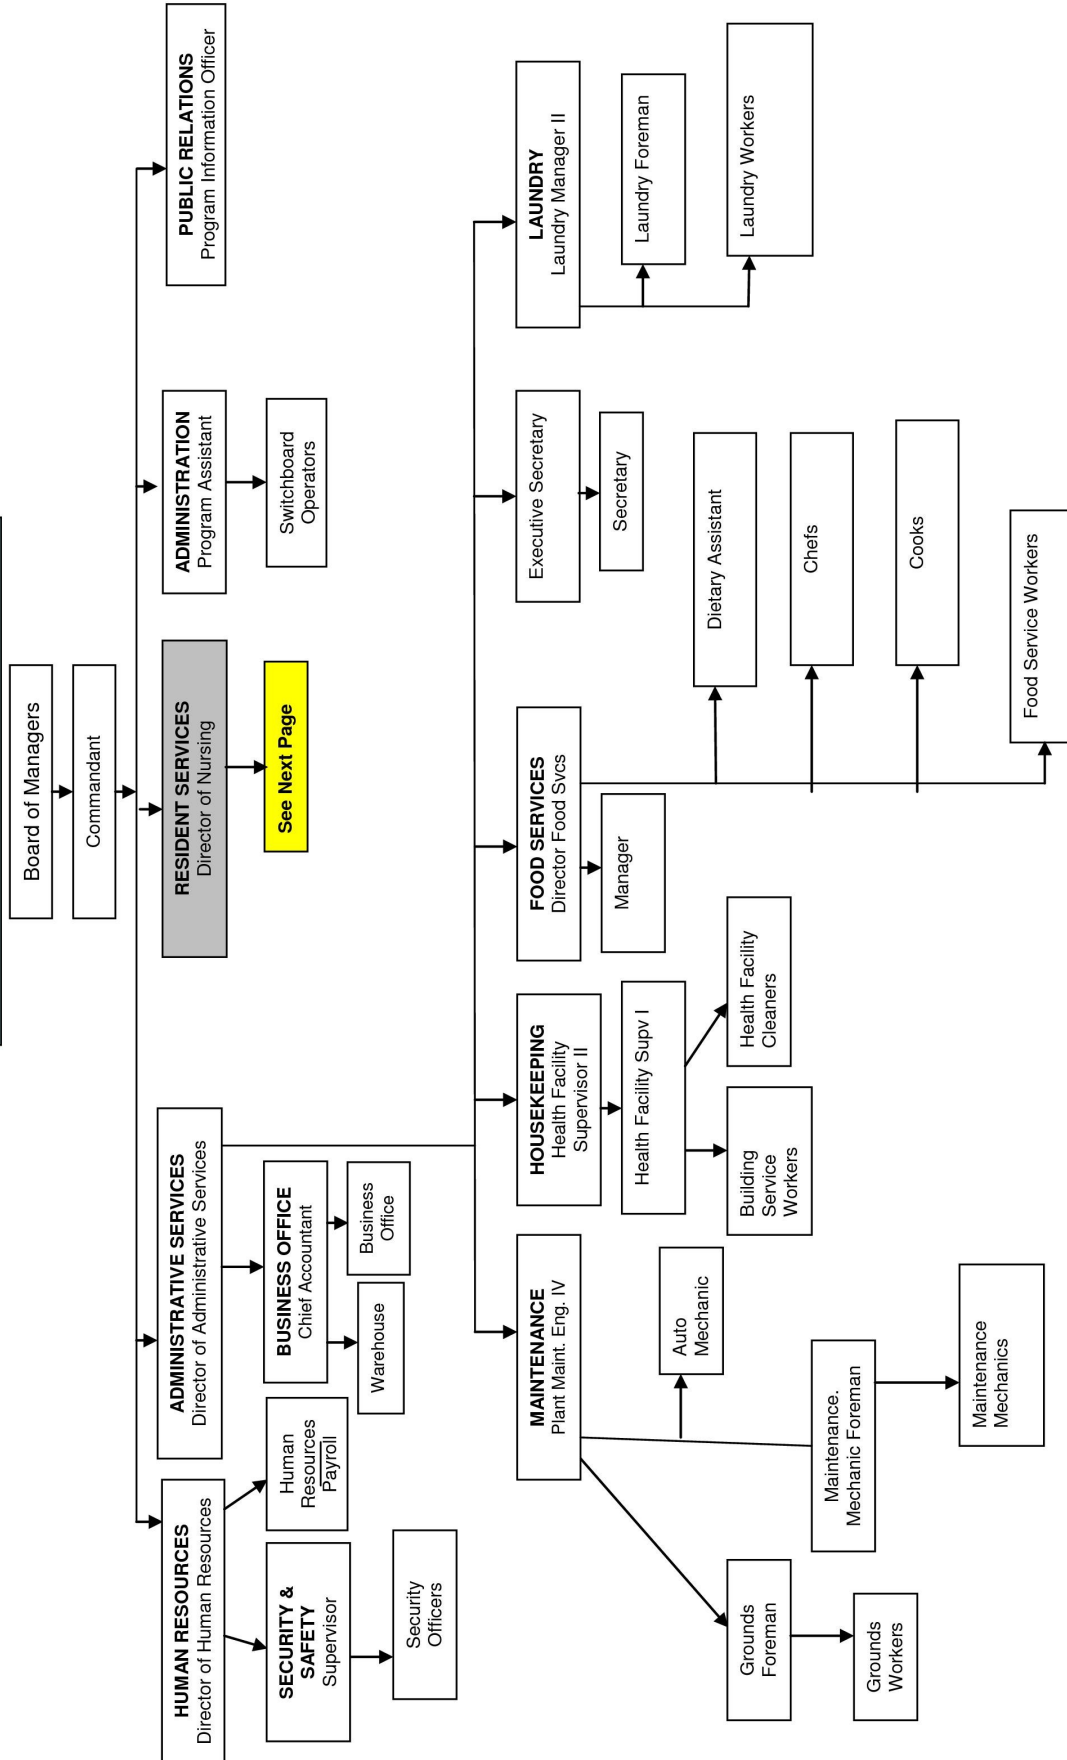 Board of Managers
Commandant
HUMAN RESOURCES
Director of Human Resources
ADMINISTRATIVE SERVICES
Director of Administrative Services
RESIDENT SERVICES
Director of Nursing
ADMINISTRATION
Program Assistant
PUBLIC RELATIONS
Program Information Officer
SECURITY &
SAFETY
Supervisor
Human
Resources
Payroll
BUSINESS OFFICE
Chief Accountant
See Next Page
Switchboard
Operators
Security
Officers
Warehouse
Business
Office
MAINTENANCE
Plant Maint. Eng. IV
HOUSEKEEPING
Health Facility
Supervisor II
FOOD SERVICES
Director Food Svcs
Executive Secretary
LAUNDRY
Laundry Manager II
Auto
Mechanic
Health Facility Supv I
Manager
Secretary
Laundry Foreman
Grounds
Foreman
Building
Service
Workers
Health Facility
Cleaners
Dietary Assistant
Laundry Workers
Maintenance.
Mechanic Foreman
Chefs
Grounds
Workers
Cooks
Maintenance
Mechanics
Food Service Workers